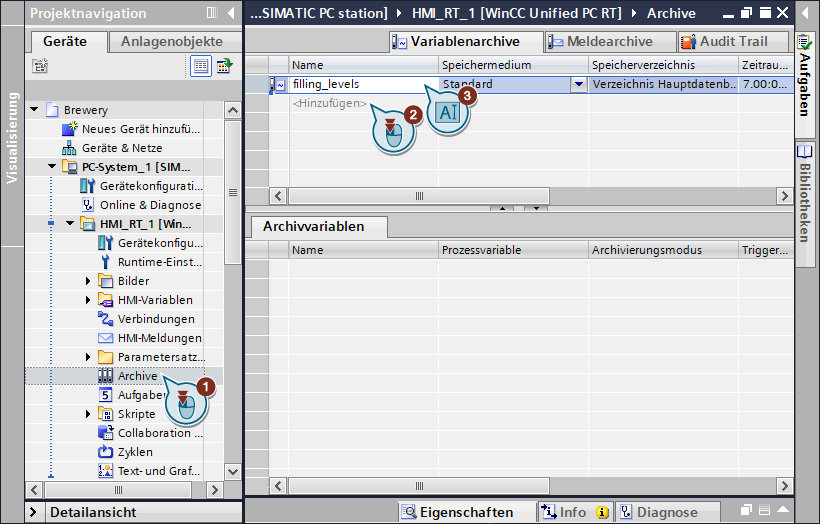 Projektnavigation
...SIMATIC PC station] ▸ HMI_RT_1 [WinCC Unified PC RT] ▸ Archive
Geräte
Anlagenobjekte
Visualisierung
Brewery
Neues Gerät hinzufü...
Geräte & Netze
PC-System_1 [SIM...
Gerätekonfigurati...
Online & Diagnose
HMI_RT_1 [Win...
Gerätekonfigu...
Runtime-Einst...
Bilder
HMI-Variablen
Verbindungen
HMI-Meldungen
Parametersatz...
Archive
1
Aufgaben
Skripte
Collaboration ...
Zyklen
Text- und Graf...
Detailansicht
Variablenarchive
Meldearchive
Audit Trail
Name
Speichermedium
Speicherverzeichnis
Zeitrau...
filling_levels
Standard
Verzeichnis Hauptdatenb...
7.00:0...
<Hinzufügen>
2
3
AI
Archivvariablen
Name
Prozessvariable
Archivierungsmodus
Trigger...
Eigenschaften
Info
Diagnose
Aufgaben
Bibliotheken